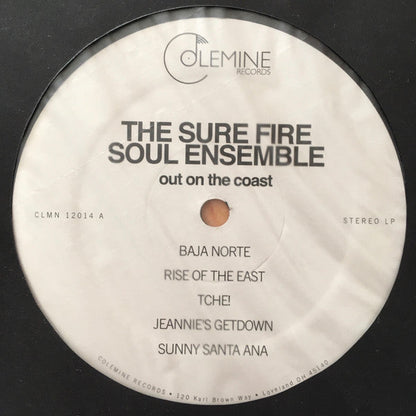 COLEMINE
RECORDS
THE SURE FIRE
SOUL ENSEMBLE
out on the coast
CLMN 12014 A
STEREO LP
BAJA NORTE
RISE OF THE EAST
TCHE!
JEANNIE'S GETDOWN
SUNNY SANTA ANA
COLEMINE RECORDS • 120 Karl Brown Way • Loveland OH 45140